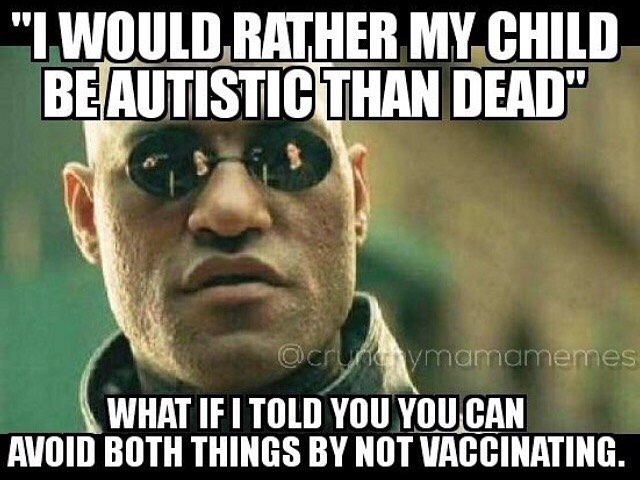 "I WOULD RATHER MY CHILD
BE AUTISTIC THAN DEAD"
@crunchymamamemes
WHAT IF I TOLD YOU YOU CAN
AVOID BOTH THINGS BY NOT VACCINATING.